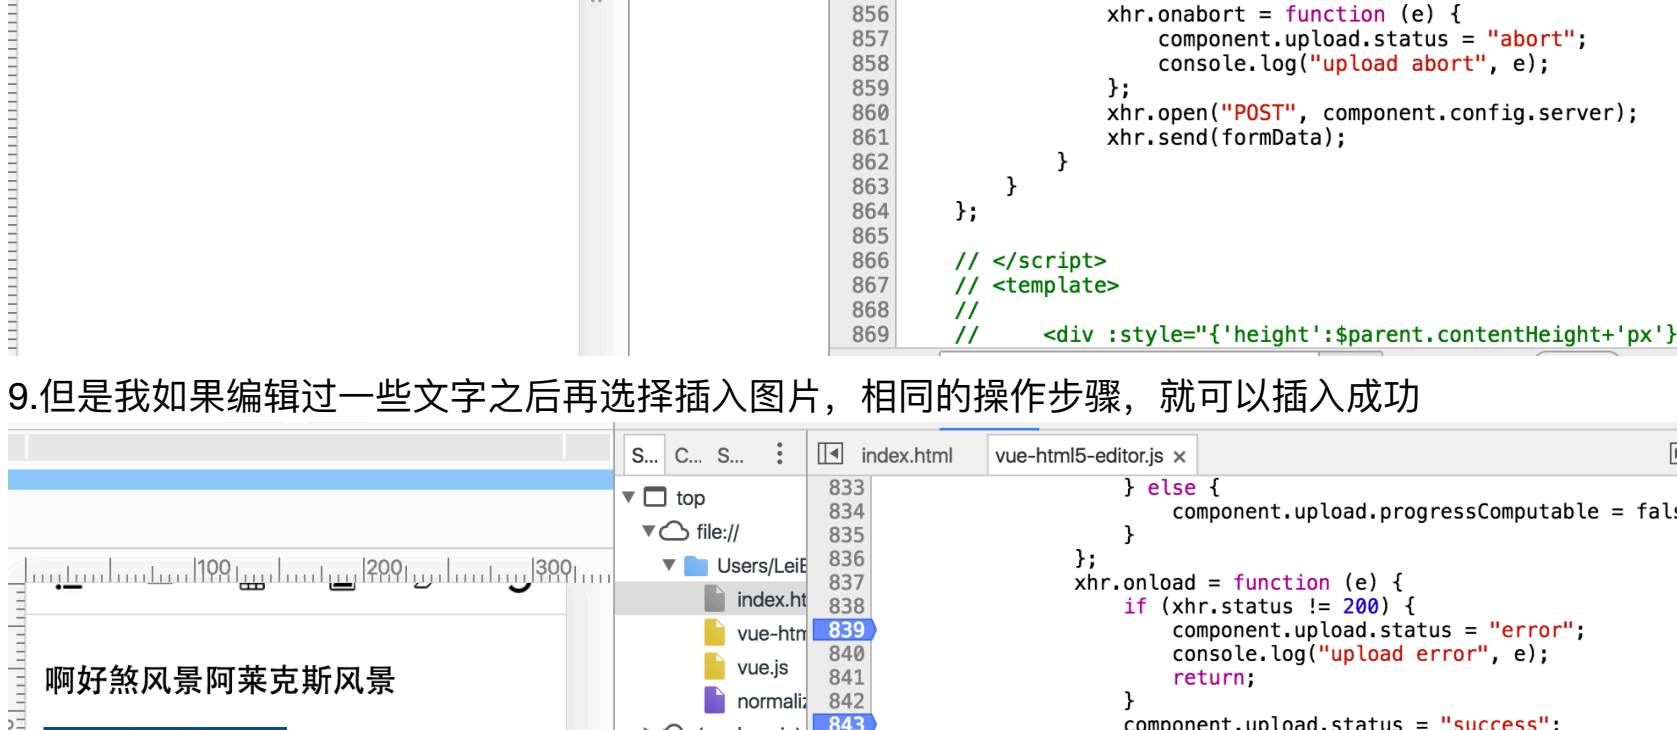 856 xhr.onabort = function (e) {
857 component.upload.status = "abort";
858 console.log("upload abort", e);
859 };
860 xhr.open("POST", component.config.server);
861 xhr.send(formData);
862 }
863 }
864 };
865
866 // </script>
867 // <template>
868 //
869 // <div :style="{'height':$parent.contentHeight+'px'}
9.但是我如果编辑过一些文字之后再选择插入图片，相同的操作步骤，就可以插入成功
S... C... S... index.html vue-html5-editor.js ×
top
file://
Users/LeiE
index.ht
vue-htm
vue.js
normaliz
100 200 300
啊好煞风景阿莱克斯风景
833 } else {
834 component.upload.progressComputable = fals
835 }
836 };
837 xhr.onload = function (e) {
838 if (xhr.status != 200) {
839 component.upload.status = "error";
840 console.log("upload error", e);
841 return;
842 }
843 component.upload.status = "success";